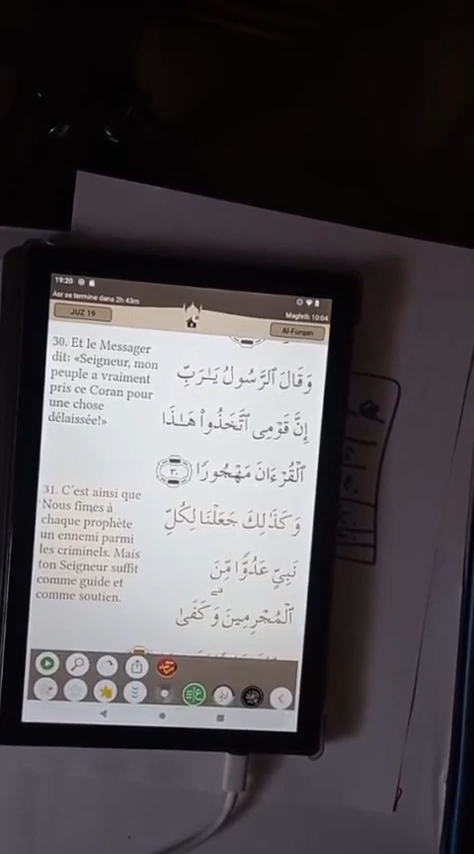 19:20
Asr se termine dans 2h 43m
Maghrib 10:04
JUZ 19
Al-Furqan
30. Et le Messager
dit: «Seigneur, mon
peuple a vraiment
pris ce Coran pour
une chose
délaissée!»
وَقَالَ ٱلرَّسُولُ يَـٰرَبِّ
إِنَّ قَوْمِى ٱتَّخَذُوا۟ هَـٰذَا
ٱلْقُرْءَانَ مَهْجُورًا ٣٠
31. C'est ainsi que
Nous fîmes à
chaque prophète
un ennemi parmi
les criminels. Mais
ton Seigneur suffit
comme guide et
comme soutien.
وَكَذَٰلِكَ جَعَلْنَا لِكُلِّ
نَبِىٍّ عَدُوًّا مِّنَ
ٱلْمُجْرِمِينَ ۗ وَكَفَىٰ